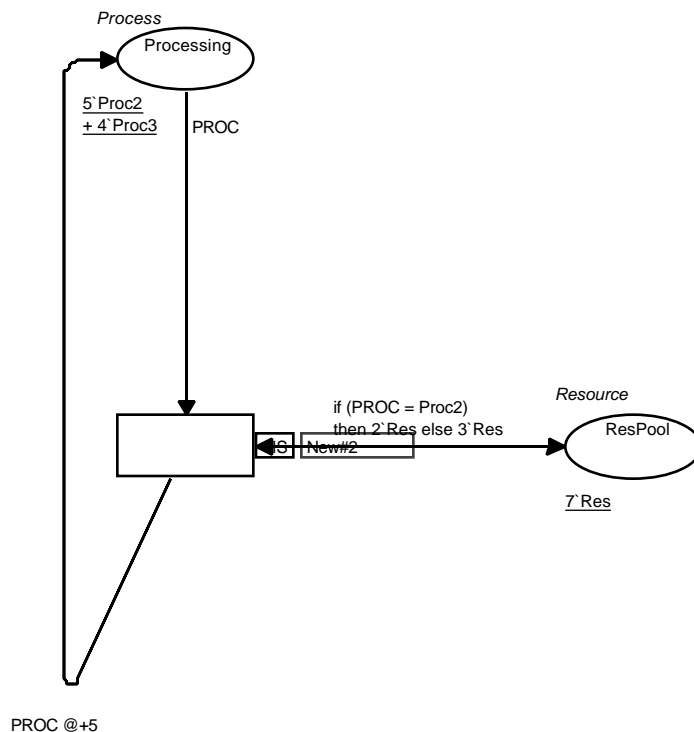 Process
Processing
5`Proc2
+ 4`Proc3
PROC
if (PROC = Proc2)
then 2`Res else 3`Res
Resource
ResPool
New#2
7`Res
PROC @+5